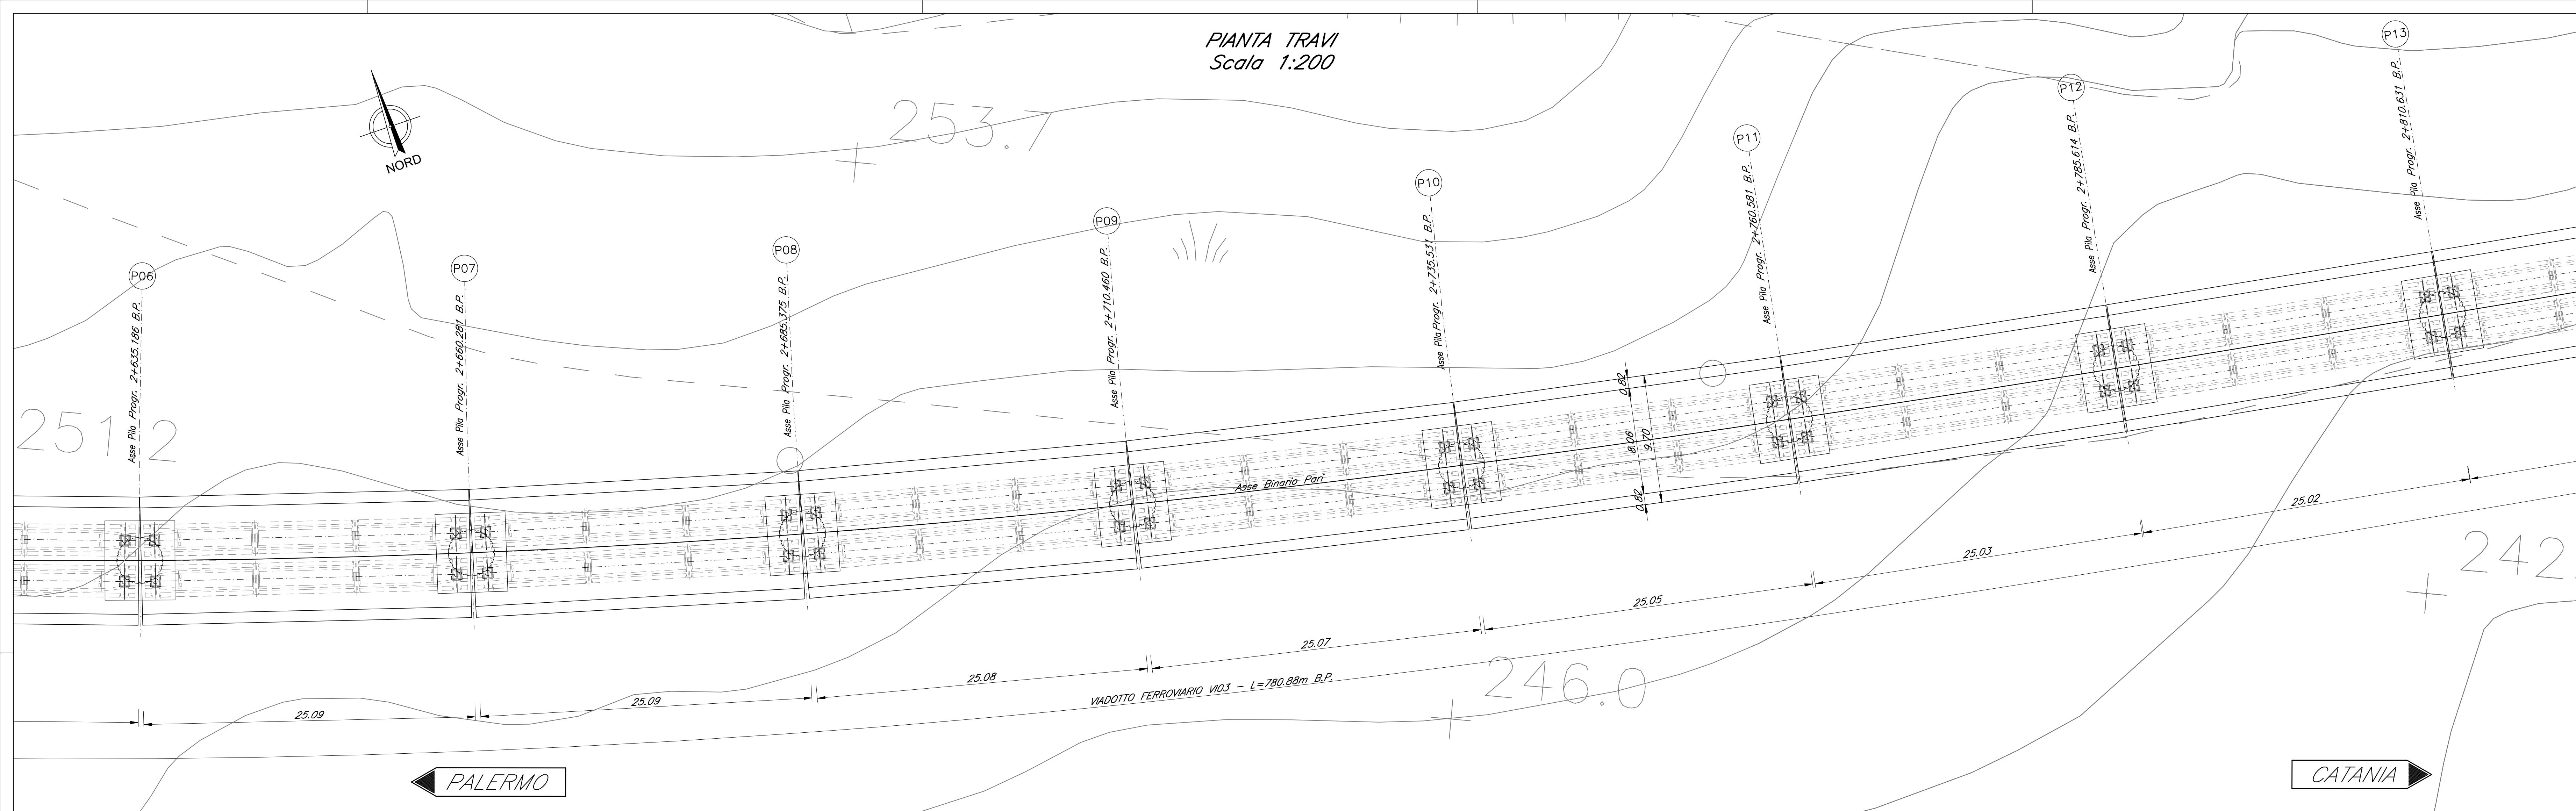 PIANTA TRAVI
Scala 1:200
NORD
253.7
251.2
246.0
242
P06
Asse Pila Progr. 2+635.186 B.P.
P07
Asse Pila Progr. 2+660.281 B.P.
P08
Asse Pila Progr. 2+685.375 B.P.
P09
Asse Pila Progr. 2+710.460 B.P.
P10
Asse Pila Progr. 2+735.531 B.P.
P11
Asse Pila Progr. 2+760.581 B.P.
P12
Asse Pila Progr. 2+785.614 B.P.
P13
Asse Pila Progr. 2+810.631 B.P.
Asse Binario Pari
0.82
8.06
9.70
0.82
25.09
25.09
25.08
25.07
25.05
25.03
25.02
VIADOTTO FERROVIARIO VI03 - L=780.88m B.P.
PALERMO
CATANIA